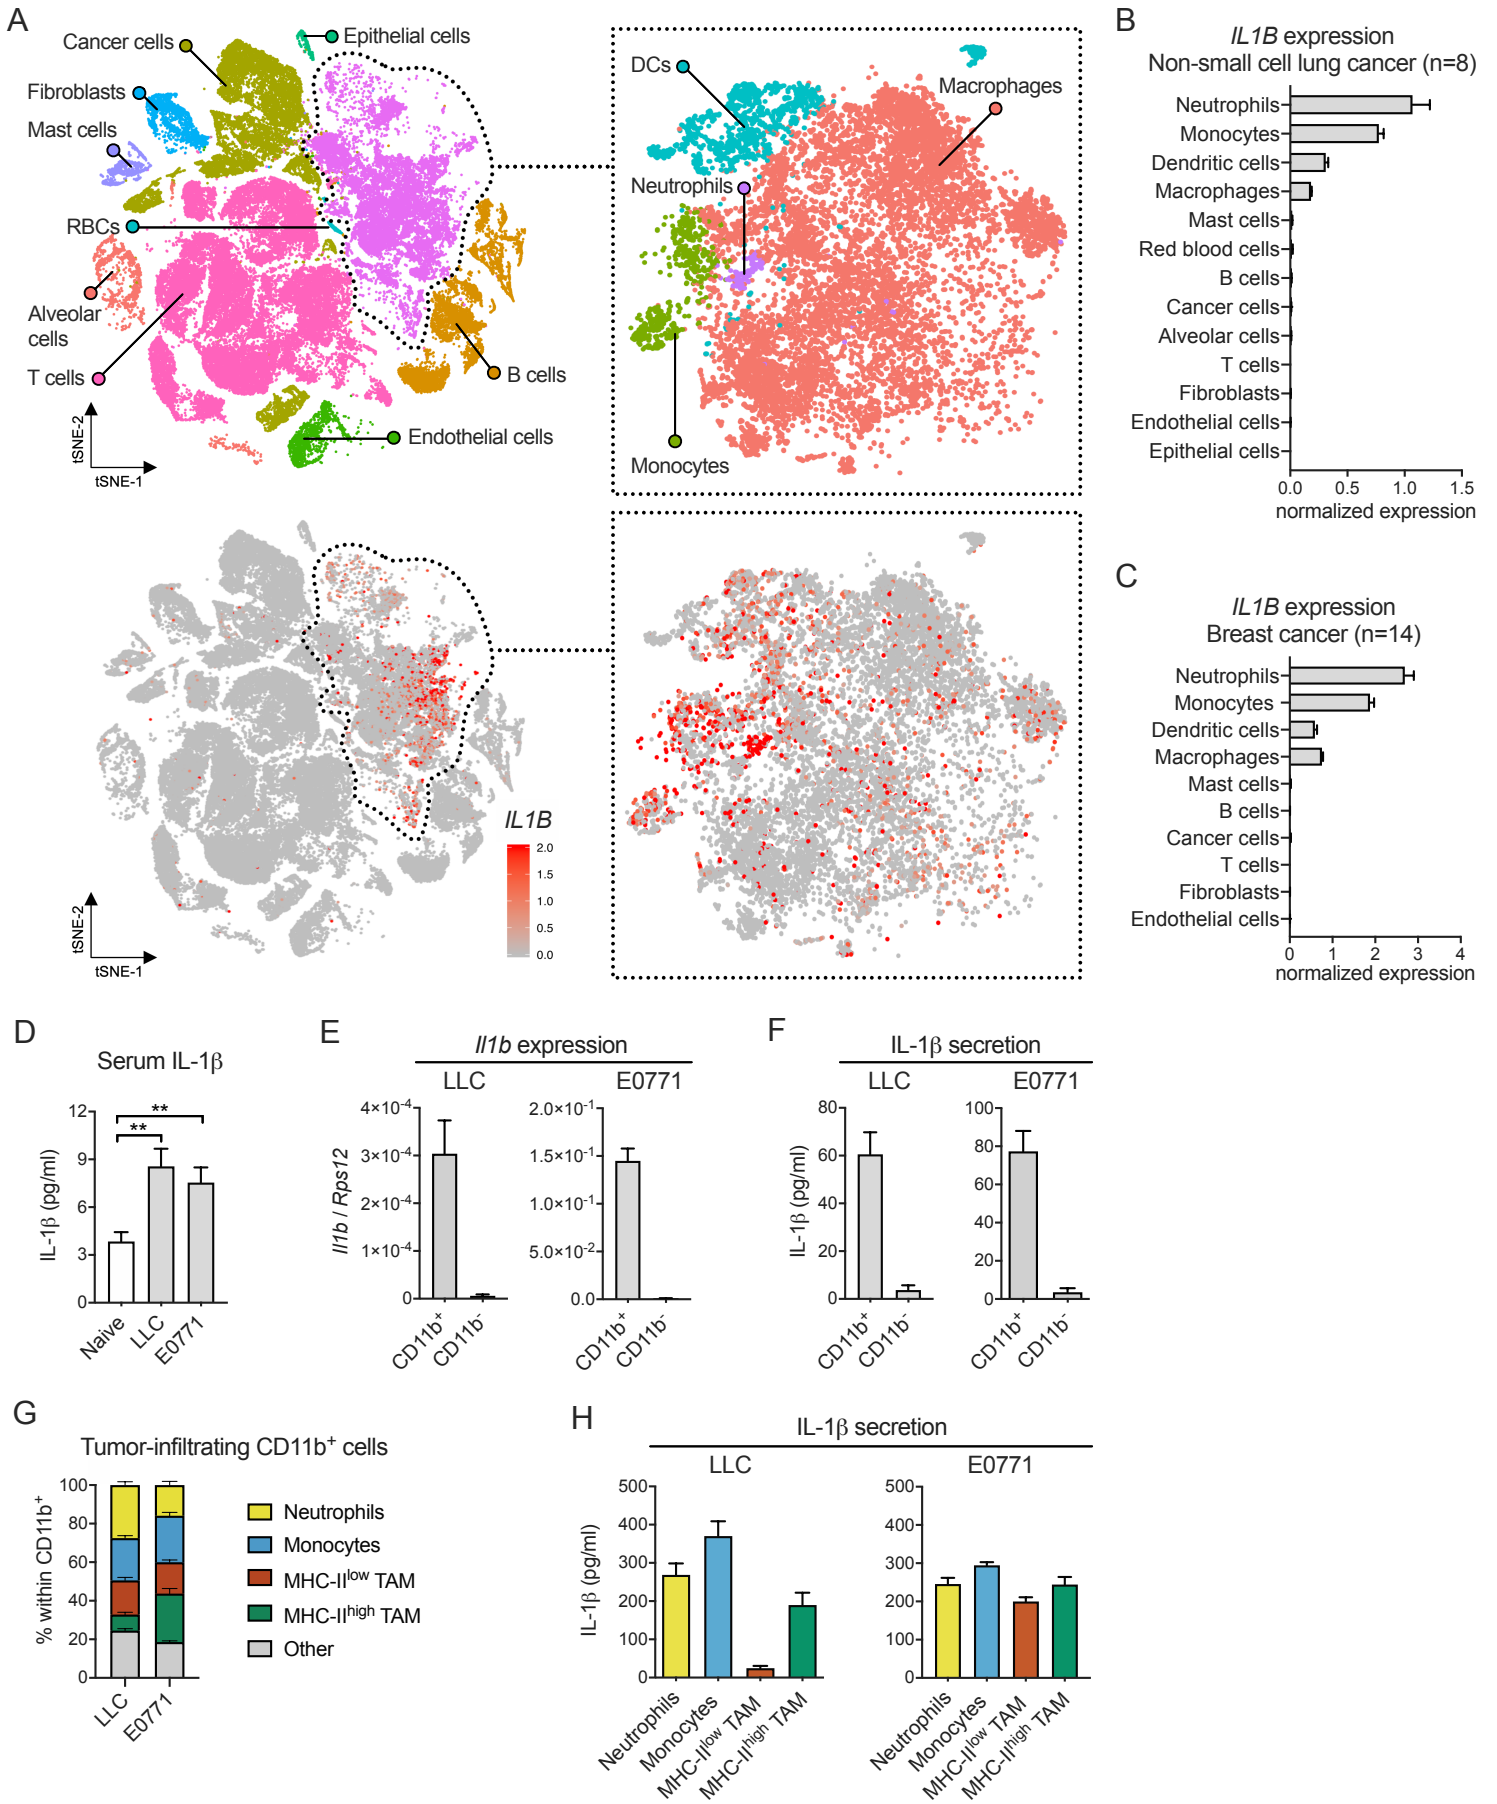 A
Cancer cells
Epithelial cells
Fibroblasts
Mast cells
RBCs
Alveolar
cells
T cells
B cells
Endothelial cells
tSNE-2
tSNE-1
DCs
Macrophages
Neutrophils
Monocytes
IL1B
2.0
1.5
1.0
0.5
0.0
tSNE-2
tSNE-1
B
IL1B expression
Non-small cell lung cancer (n=8)
Neutrophils
Monocytes
Dendritic cells
Macrophages
Mast cells
Red blood cells
B cells
Cancer cells
Alveolar cells
T cells
Fibroblasts
Endothelial cells
Epithelial cells
0.0 0.5 1.0 1.5
normalized expression
C
IL1B expression
Breast cancer (n=14)
Neutrophils
Monocytes
Dendritic cells
Macrophages
Mast cells
B cells
Cancer cells
T cells
Fibroblasts
Endothelial cells
0 1 2 3 4
normalized expression
D
Serum IL-1β
IL-1β (pg/ml)
12
9
6
3
0
**
**
Naive
LLC
E0771
E
Il1b expression
LLC
E0771
Il1b / Rps12
4×10⁻⁴
3×10⁻⁴
2×10⁻⁴
1×10⁻⁴
0
CD11b⁺
CD11b⁻
2.0×10⁻¹
1.5×10⁻¹
1.0×10⁻¹
5.0×10⁻²
0.0
CD11b⁺
CD11b⁻
F
IL-1β secretion
LLC
E0771
IL-1β (pg/ml)
80
60
40
20
0
CD11b⁺
CD11b⁻
100
80
60
40
20
0
CD11b⁺
CD11b⁻
G
Tumor-infiltrating CD11b⁺ cells
% within CD11b⁺
100
80
60
40
20
0
LLC
E0771
Neutrophils
Monocytes
MHC-IIˡᵒʷ TAM
MHC-IIʰⁱᵍʰ TAM
Other
H
IL-1β secretion
LLC
E0771
IL-1β (pg/ml)
500
400
300
200
100
0
Neutrophils
Monocytes
MHC-IIˡᵒʷ TAM
MHC-IIʰⁱᵍʰ TAM
500
400
300
200
100
0
Neutrophils
Monocytes
MHC-IIˡᵒʷ TAM
MHC-IIʰⁱᵍʰ TAM